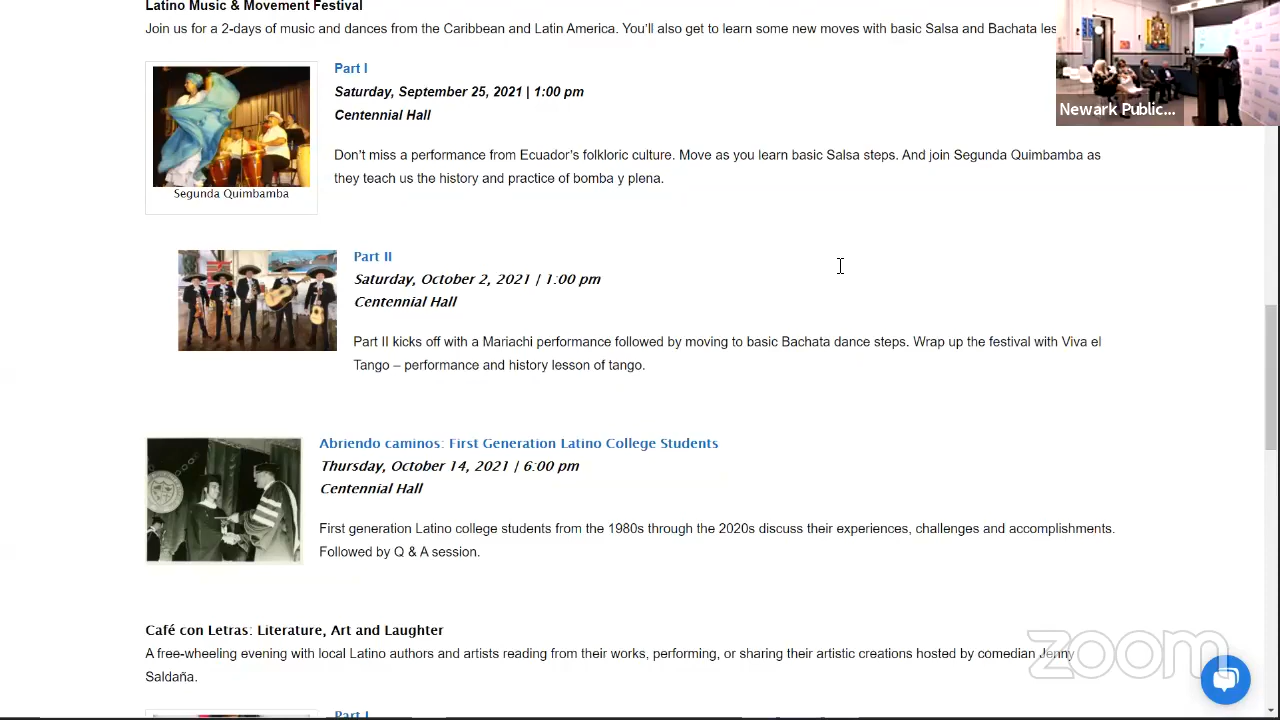 Latino Music & Movement Festival
Join us for a 2-days of music and dances from the Caribbean and Latin America. You'll also get to learn some new moves with basic Salsa and Bachata les
Part I
Saturday, September 25, 2021 | 1:00 pm
Centennial Hall
Don't miss a performance from Ecuador's folkloric culture. Move as you learn basic Salsa steps. And join Segunda Quimbamba as
they teach us the history and practice of bomba y plena.
Segunda Quimbamba
Newark Public...
Part II
Saturday, October 2, 2021 | 1:00 pm
Centennial Hall
Part II kicks off with a Mariachi performance followed by moving to basic Bachata dance steps. Wrap up the festival with Viva el
Tango – performance and history lesson of tango.
Abriendo caminos: First Generation Latino College Students
Thursday, October 14, 2021 | 6:00 pm
Centennial Hall
First generation Latino college students from the 1980s through the 2020s discuss their experiences, challenges and accomplishments.
Followed by Q & A session.
Café con Letras: Literature, Art and Laughter
A free-wheeling evening with local Latino authors and artists reading from their works, performing, or sharing their artistic creations hosted by comedian Jenny
Saldaña.
zoom
Part I